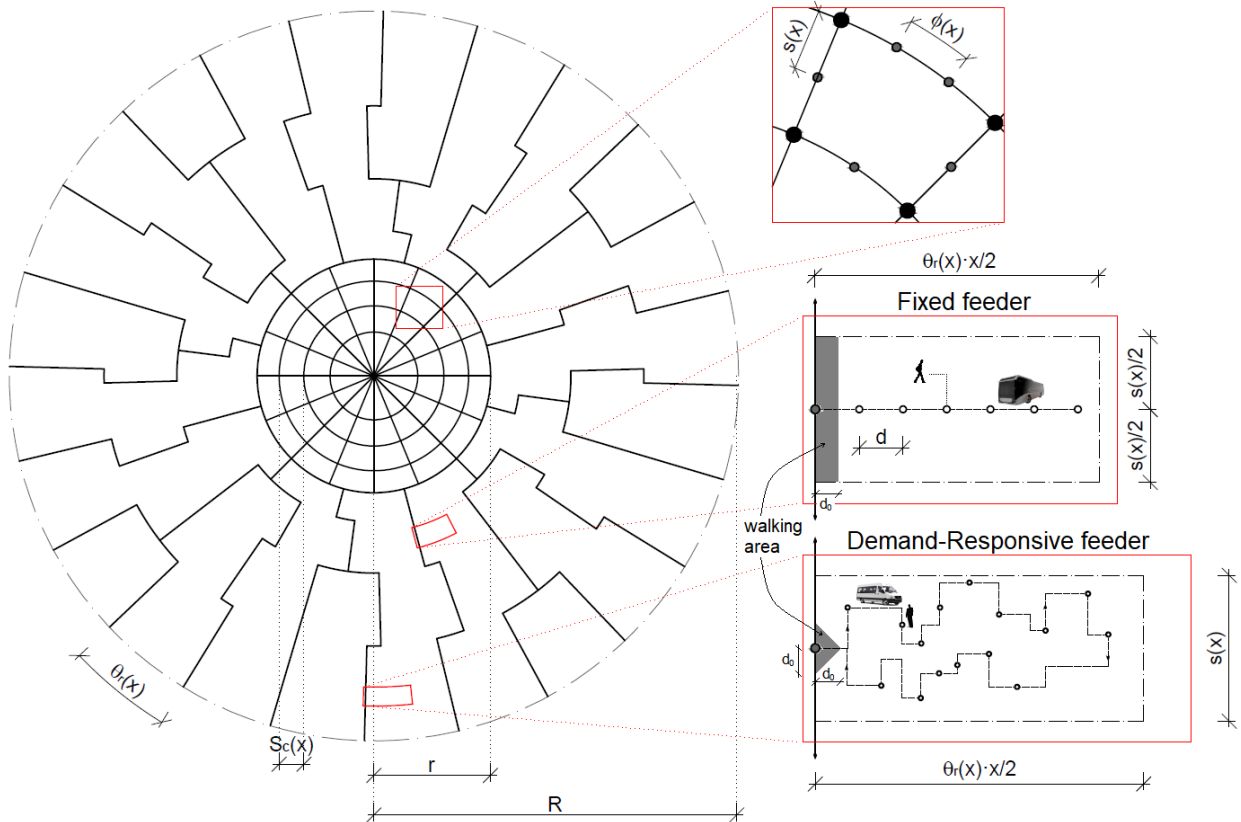 s(x)
ϕ(x)
θr(x)·x/2
Fixed feeder
s(x)/2
s(x)/2
d
d₀
walking
area
Demand-Responsive feeder
d₀
d₀
s(x)
θr(x)·x/2
θr(x)
Sc(x)
r
R